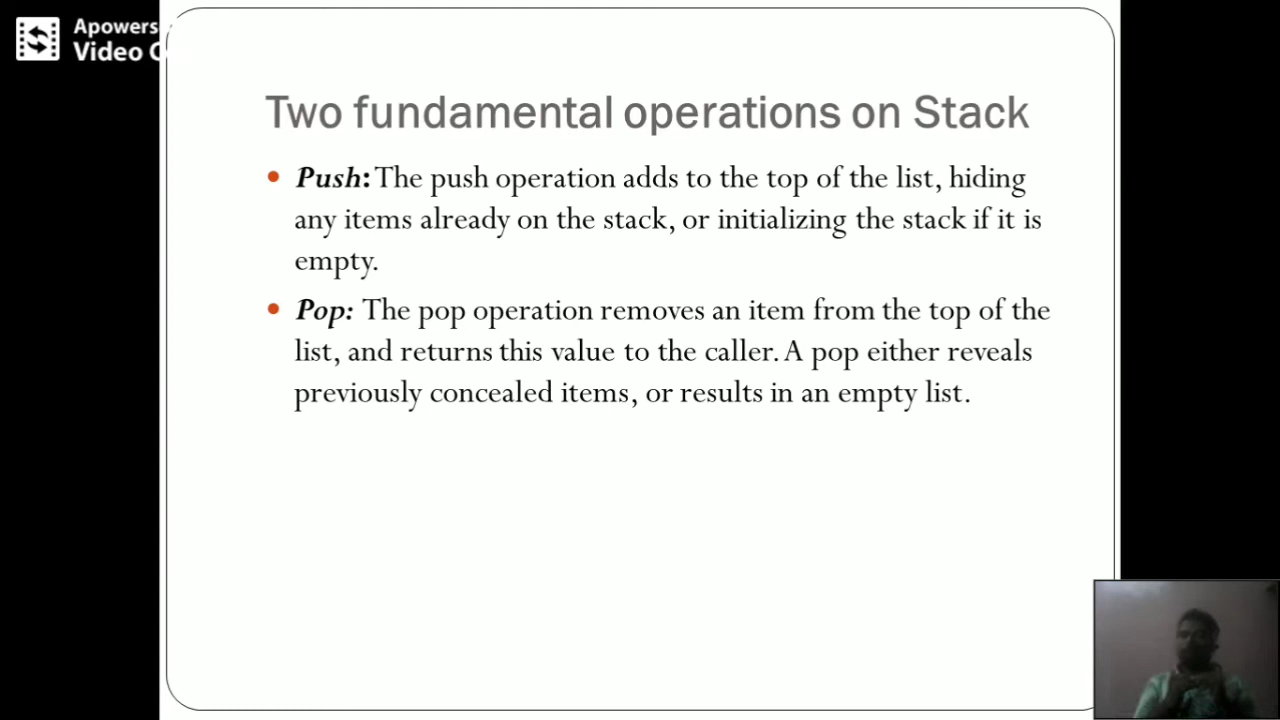 Apowers
Video
Two fundamental operations on Stack
• Push: The push operation adds to the top of the list, hiding
any items already on the stack, or initializing the stack if it is
empty.
• Pop: The pop operation removes an item from the top of the
list, and returns this value to the caller. A pop either reveals
previously concealed items, or results in an empty list.